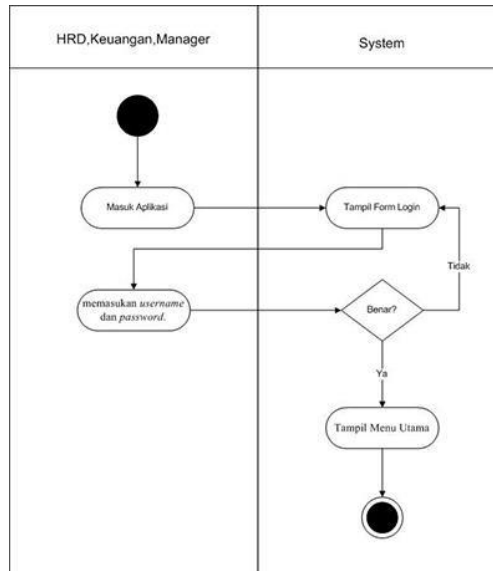 HRD,Keuangan,Manager
System
Masuk Aplikasi
Tampil Form Login
Tidak
memasukan username
dan password.
Benar?
Ya
Tampil Menu Utama